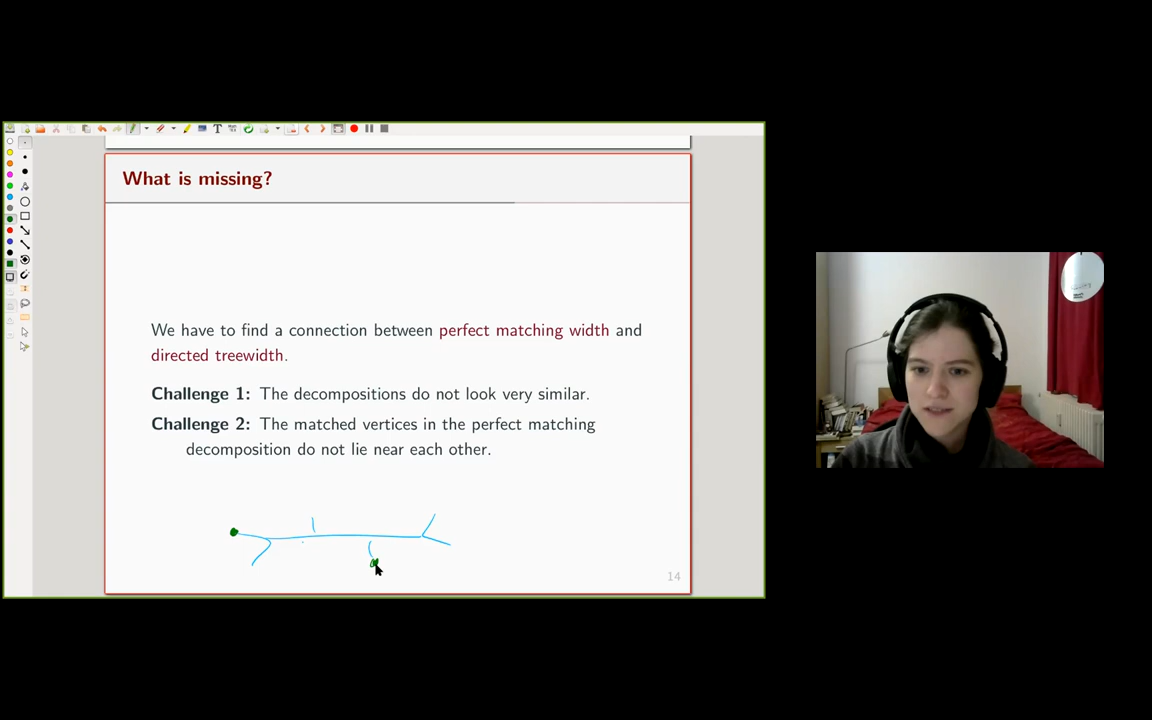 What is missing?
We have to find a connection between perfect matching width and
directed treewidth.
Challenge 1: The decompositions do not look very similar.
Challenge 2: The matched vertices in the perfect matching
decomposition do not lie near each other.
14